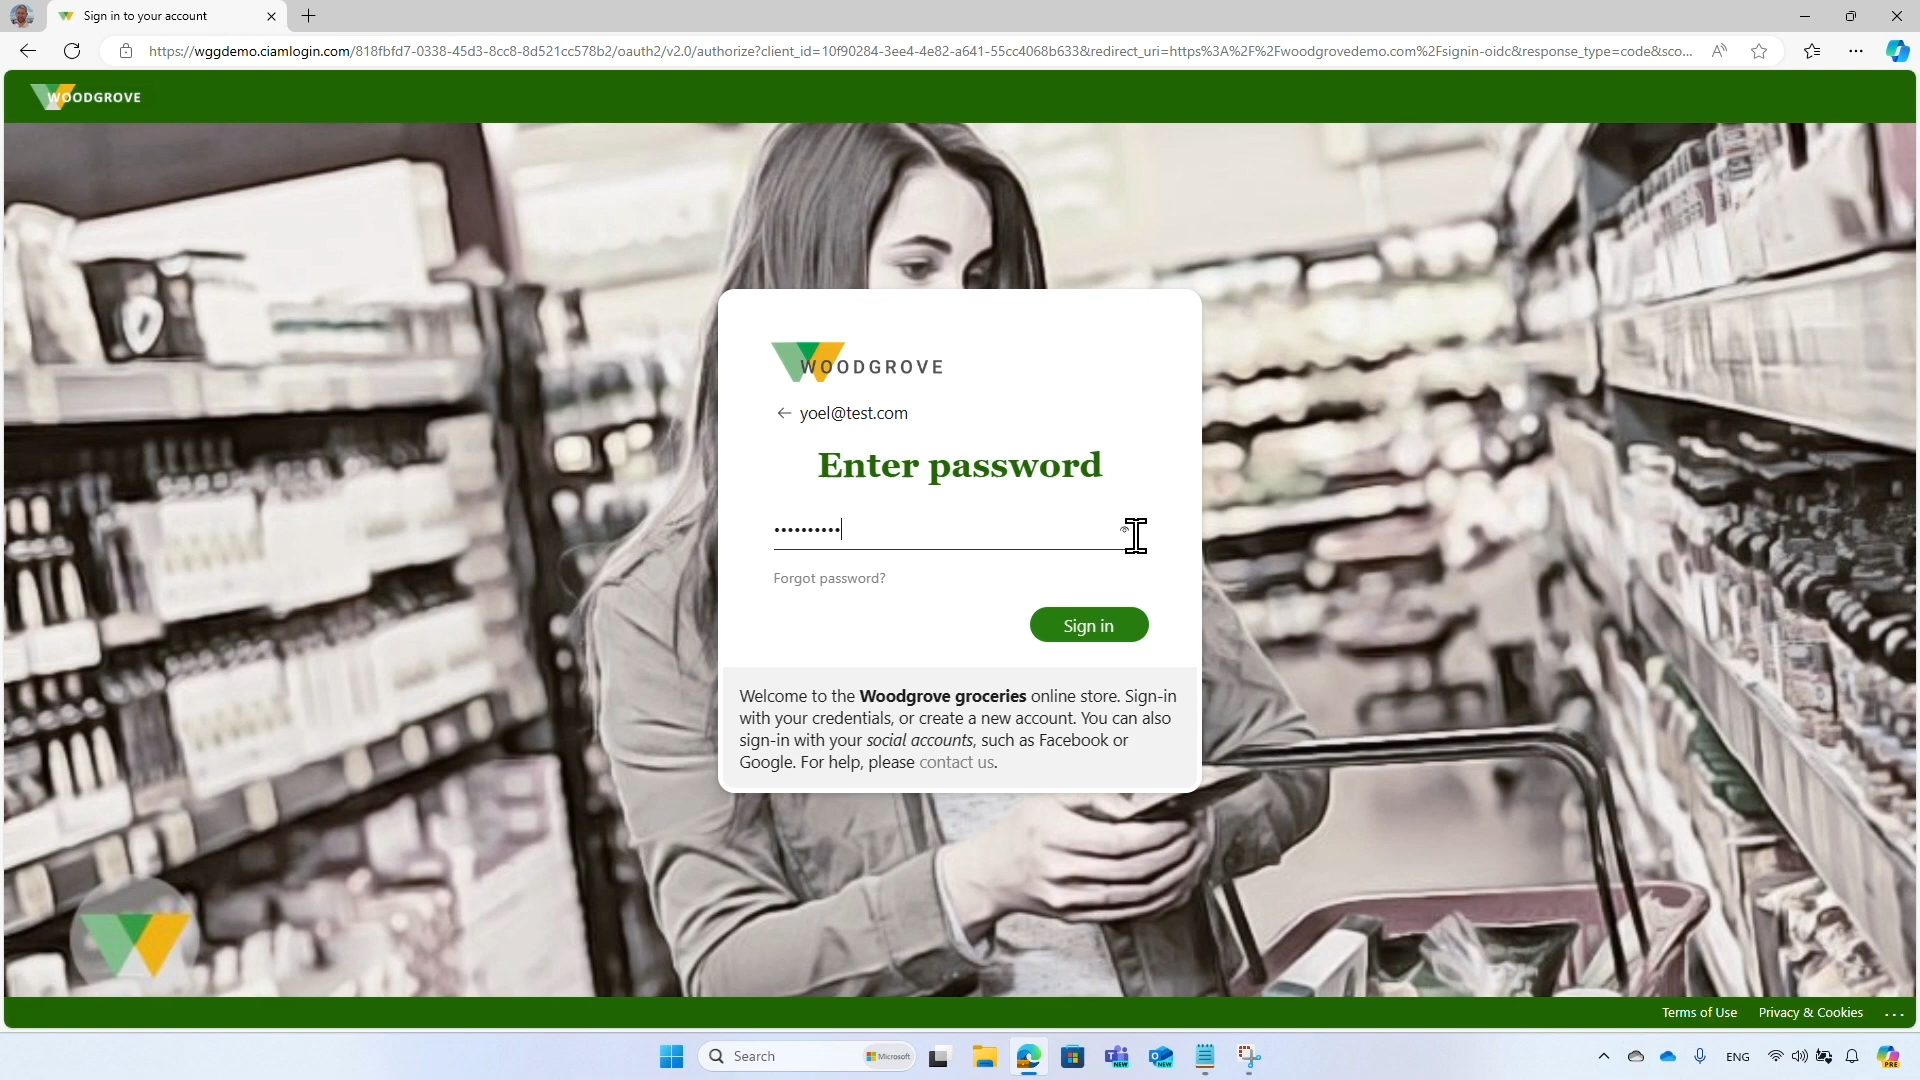 Sign in to your account
https://wggdemo.ciamlogin.com/818fbfd7-0338-45d3-8cc8-8d521cc578b2/oauth2/v2.0/authorize?client_id=10f90284-3ee4-4e82-a641-55cc4068b633&redirect_uri=https%3A%2F%2Fwoodgrovedemo.com%2Fsignin-oidc&response_type=code&sco...
WOODGROVE
WOODGROVE
yoel@test.com
Enter password
••••••••••
Forgot password?
Sign in
Welcome to the Woodgrove groceries online store. Sign-in
with your credentials, or create a new account. You can also
sign-in with your social accounts, such as Facebook or
Google. For help, please contact us.
Terms of Use Privacy & Cookies ...
Search Microsoft ENG